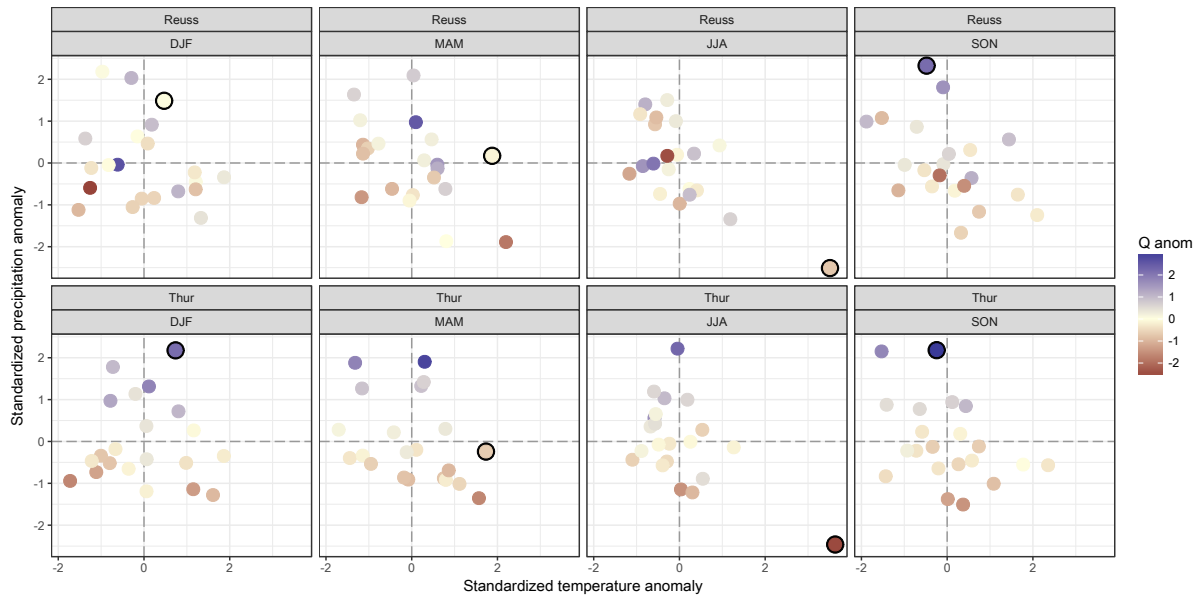 Reuss Reuss Reuss Reuss
DJF MAM JJA SON
2
1
0
-1
-2
Thur Thur Thur Thur
DJF MAM JJA SON
2
1
0
-1
-2
-2 0 2 -2 0 2 -2 0 2 -2 0 2
Standardized temperature anomaly
Standardized precipitation anomaly
Q anom
2
1
0
-1
-2